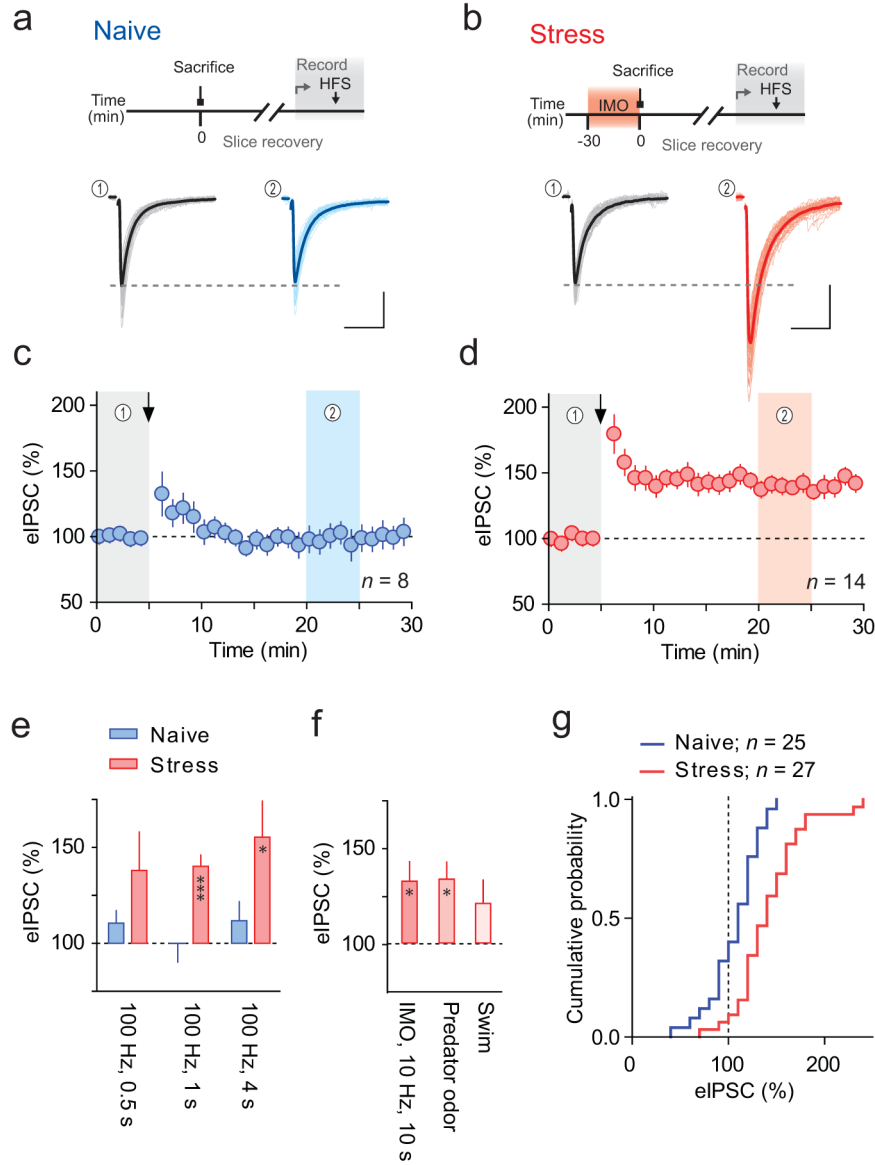 a
Naive
Sacrifice
Record
HFS
Time
(min)
0
Slice recovery
① ②
b
Stress
Sacrifice
Record
HFS
Time
(min)
IMO
-30 0
Slice recovery
① ②
c
200
150
100
50
eIPSC (%)
① ②
n = 8
0 10 20 30
Time (min)
d
200
150
100
50
eIPSC (%)
① ②
n = 14
0 10 20 30
Time (min)
e
Naive
Stress
150
100
eIPSC (%)
***
*
100 Hz, 0.5 s
100 Hz, 1 s
100 Hz, 4 s
f
150
100
eIPSC (%)
* *
IMO, 10 Hz, 10 s
Predator odor
Swim
g
Naive; n = 25
Stress; n = 27
1.0
0.5
0.0
Cumulative probability
0 100 200
eIPSC (%)